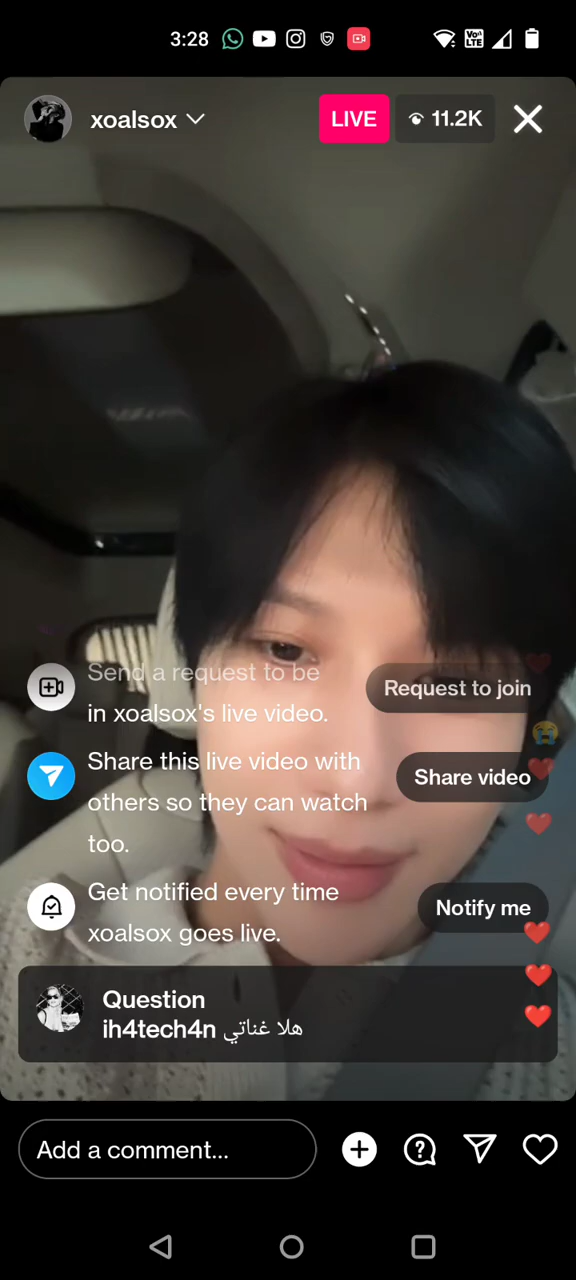 3:28
xoalsox
LIVE
11.2K
Send a request to be
Request to join
in xoalsox's live video.
Share this live video with
Share video
others so they can watch
too.
Get notified every time
Notify me
xoalsox goes live.
Question
ih4tech4n هلا غناتي
Add a comment...